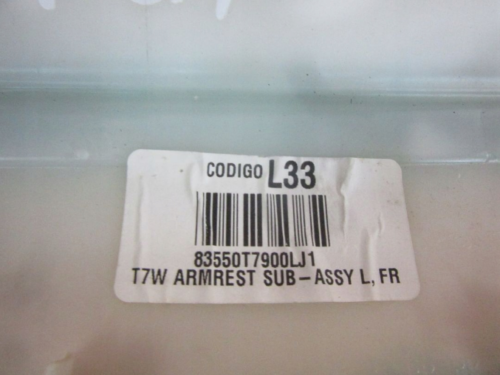 CODIGO L33
83550T7900LJ1
T7W ARMREST SUB-ASSY L, FR